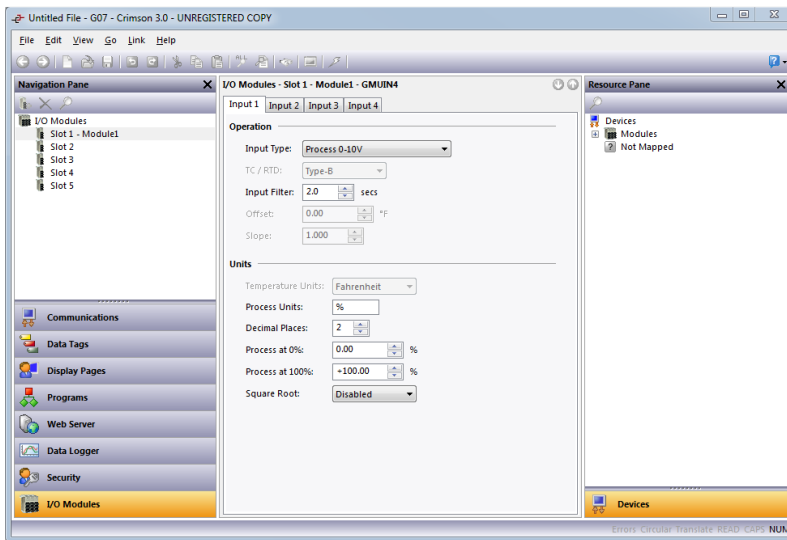 Untitled File - G07 - Crimson 3.0 - UNREGISTERED COPY
File Edit View Go Link Help
Navigation Pane
I/O Modules
Slot 1 - Module1
Slot 2
Slot 3
Slot 4
Slot 5
Communications
Data Tags
Display Pages
Programs
Web Server
Data Logger
Security
I/O Modules
I/O Modules - Slot 1 - Module1 - GMUIN4
Input 1 Input 2 Input 3 Input 4
Operation
Input Type: Process 0-10V
TC / RTD: Type-B
Input Filter: 2.0 secs
Offset: 0.00 °F
Slope: 1.000
Units
Temperature Units: Fahrenheit
Process Units: %
Decimal Places: 2
Process at 0%: 0.00 %
Process at 100%: +100.00 %
Square Root: Disabled
Resource Pane
Devices
Modules
Not Mapped
Devices
Errors Circular Translate READ CAPS NUM